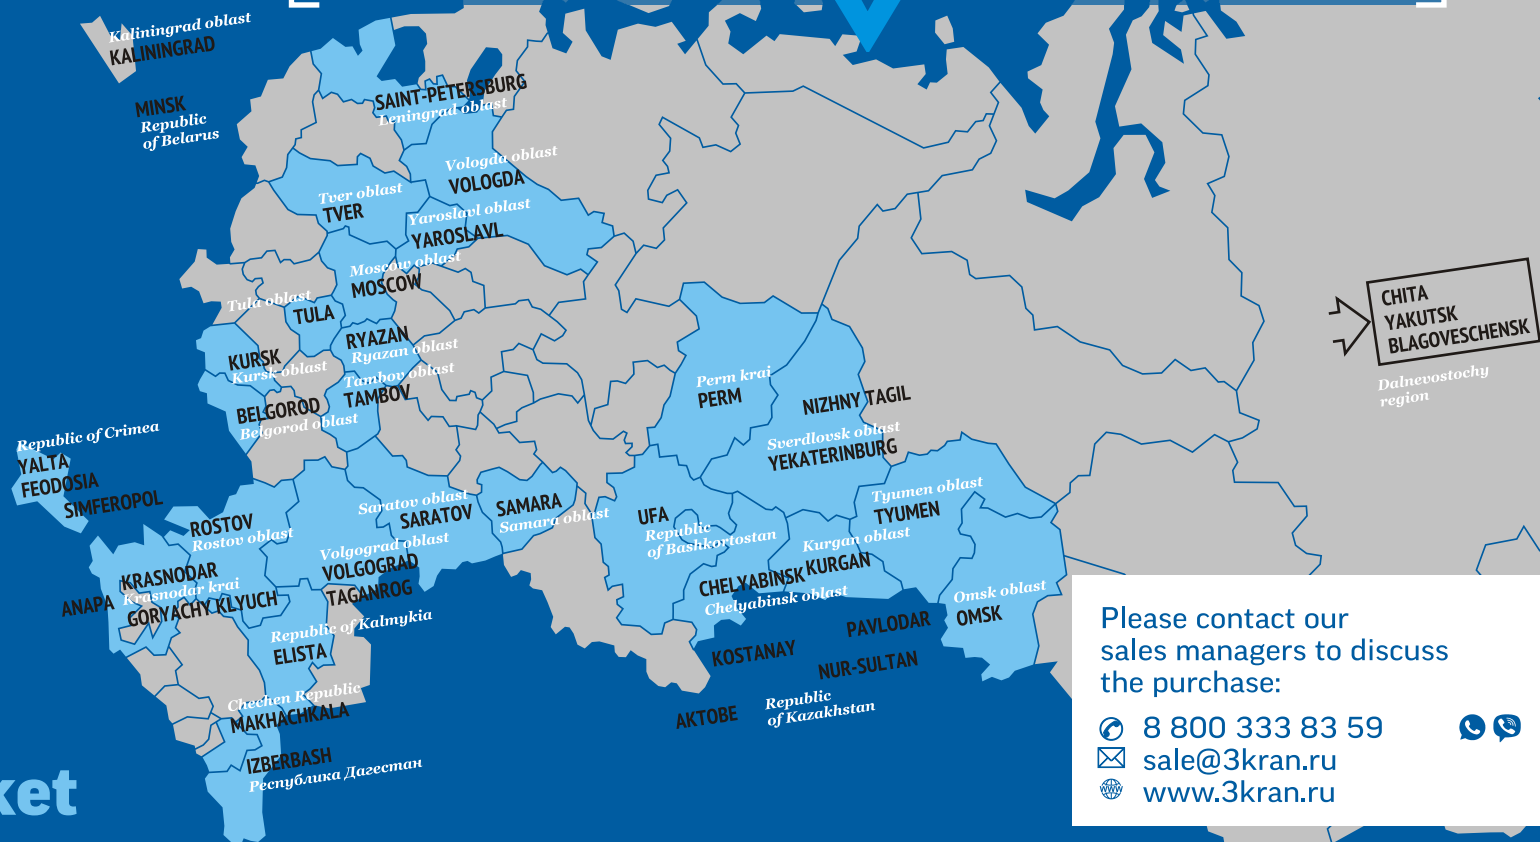 Kaliningrad oblast
KALININGRAD
MINSK
Republic
of Belarus
SAINT-PETERSBURG
Leningrad oblast
Vologda oblast
VOLOGDA
Tver oblast
TVER
Yaroslavl oblast
YAROSLAVL
Moscow oblast
MOSCOW
Tula oblast
TULA
RYAZAN
Ryazan oblast
KURSK
Kursk oblast
Tambov oblast
TAMBOV
BELGOROD
Belgorod oblast
Perm krai
PERM
NIZHNY TAGIL
Sverdlovsk oblast
YEKATERINBURG
CHITA
YAKUTSK
BLAGOVESCHENSK
Dalnevostochy
region
Republic of Crimea
YALTA
FEODOSIA
SIMFEROPOL
ROSTOV
Rostov oblast
Saratov oblast
SARATOV
SAMARA
Samara oblast
UFA
Republic
of Bashkortostan
Tyumen oblast
TYUMEN
Kurgan oblast
KURGAN
CHELYABINSK
Chelyabinsk oblast
Omsk oblast
OMSK
Volgograd oblast
VOLGOGRAD
TAGANROG
KRASNODAR
Krasnodar krai
ANAPA
GORYACHY KLYUCH
Republic of Kalmykia
ELISTA
Chechen Republic
MAKHACHKALA
IZBERBASH
Республика Дагестан
PAVLODAR
KOSTANAY
NUR-SULTAN
AKTOBE
Republic
of Kazakhstan
ket
Please contact our
sales managers to discuss
the purchase:
8 800 333 83 59
sale@3kran.ru
www.3kran.ru